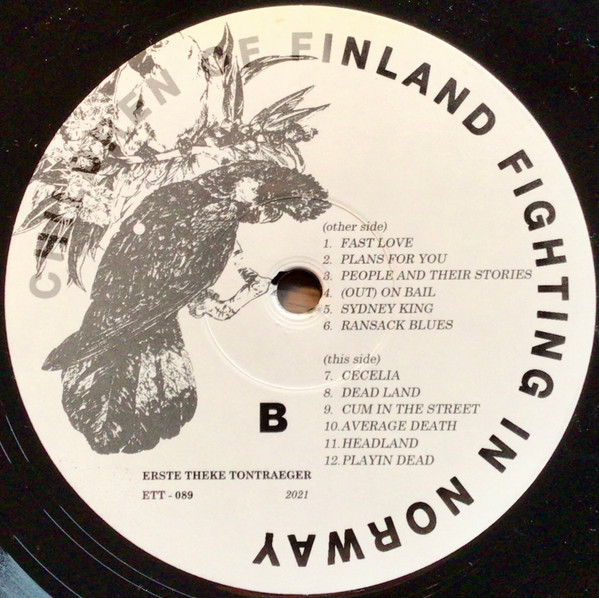 CHILDREN OF FINLAND FIGHTING IN NORWAY
(other side)
1. FAST LOVE
2. PLANS FOR YOU
3. PEOPLE AND THEIR STORIES
4. (OUT) ON BAIL
5. SYDNEY KING
6. RANSACK BLUES
(this side)
7. CECELIA
8. DEAD LAND
9. CUM IN THE STREET
10. AVERAGE DEATH
11. HEADLAND
12. PLAYIN DEAD
B
ERSTE THEKE TONTRAEGER
ETT - 089 2021